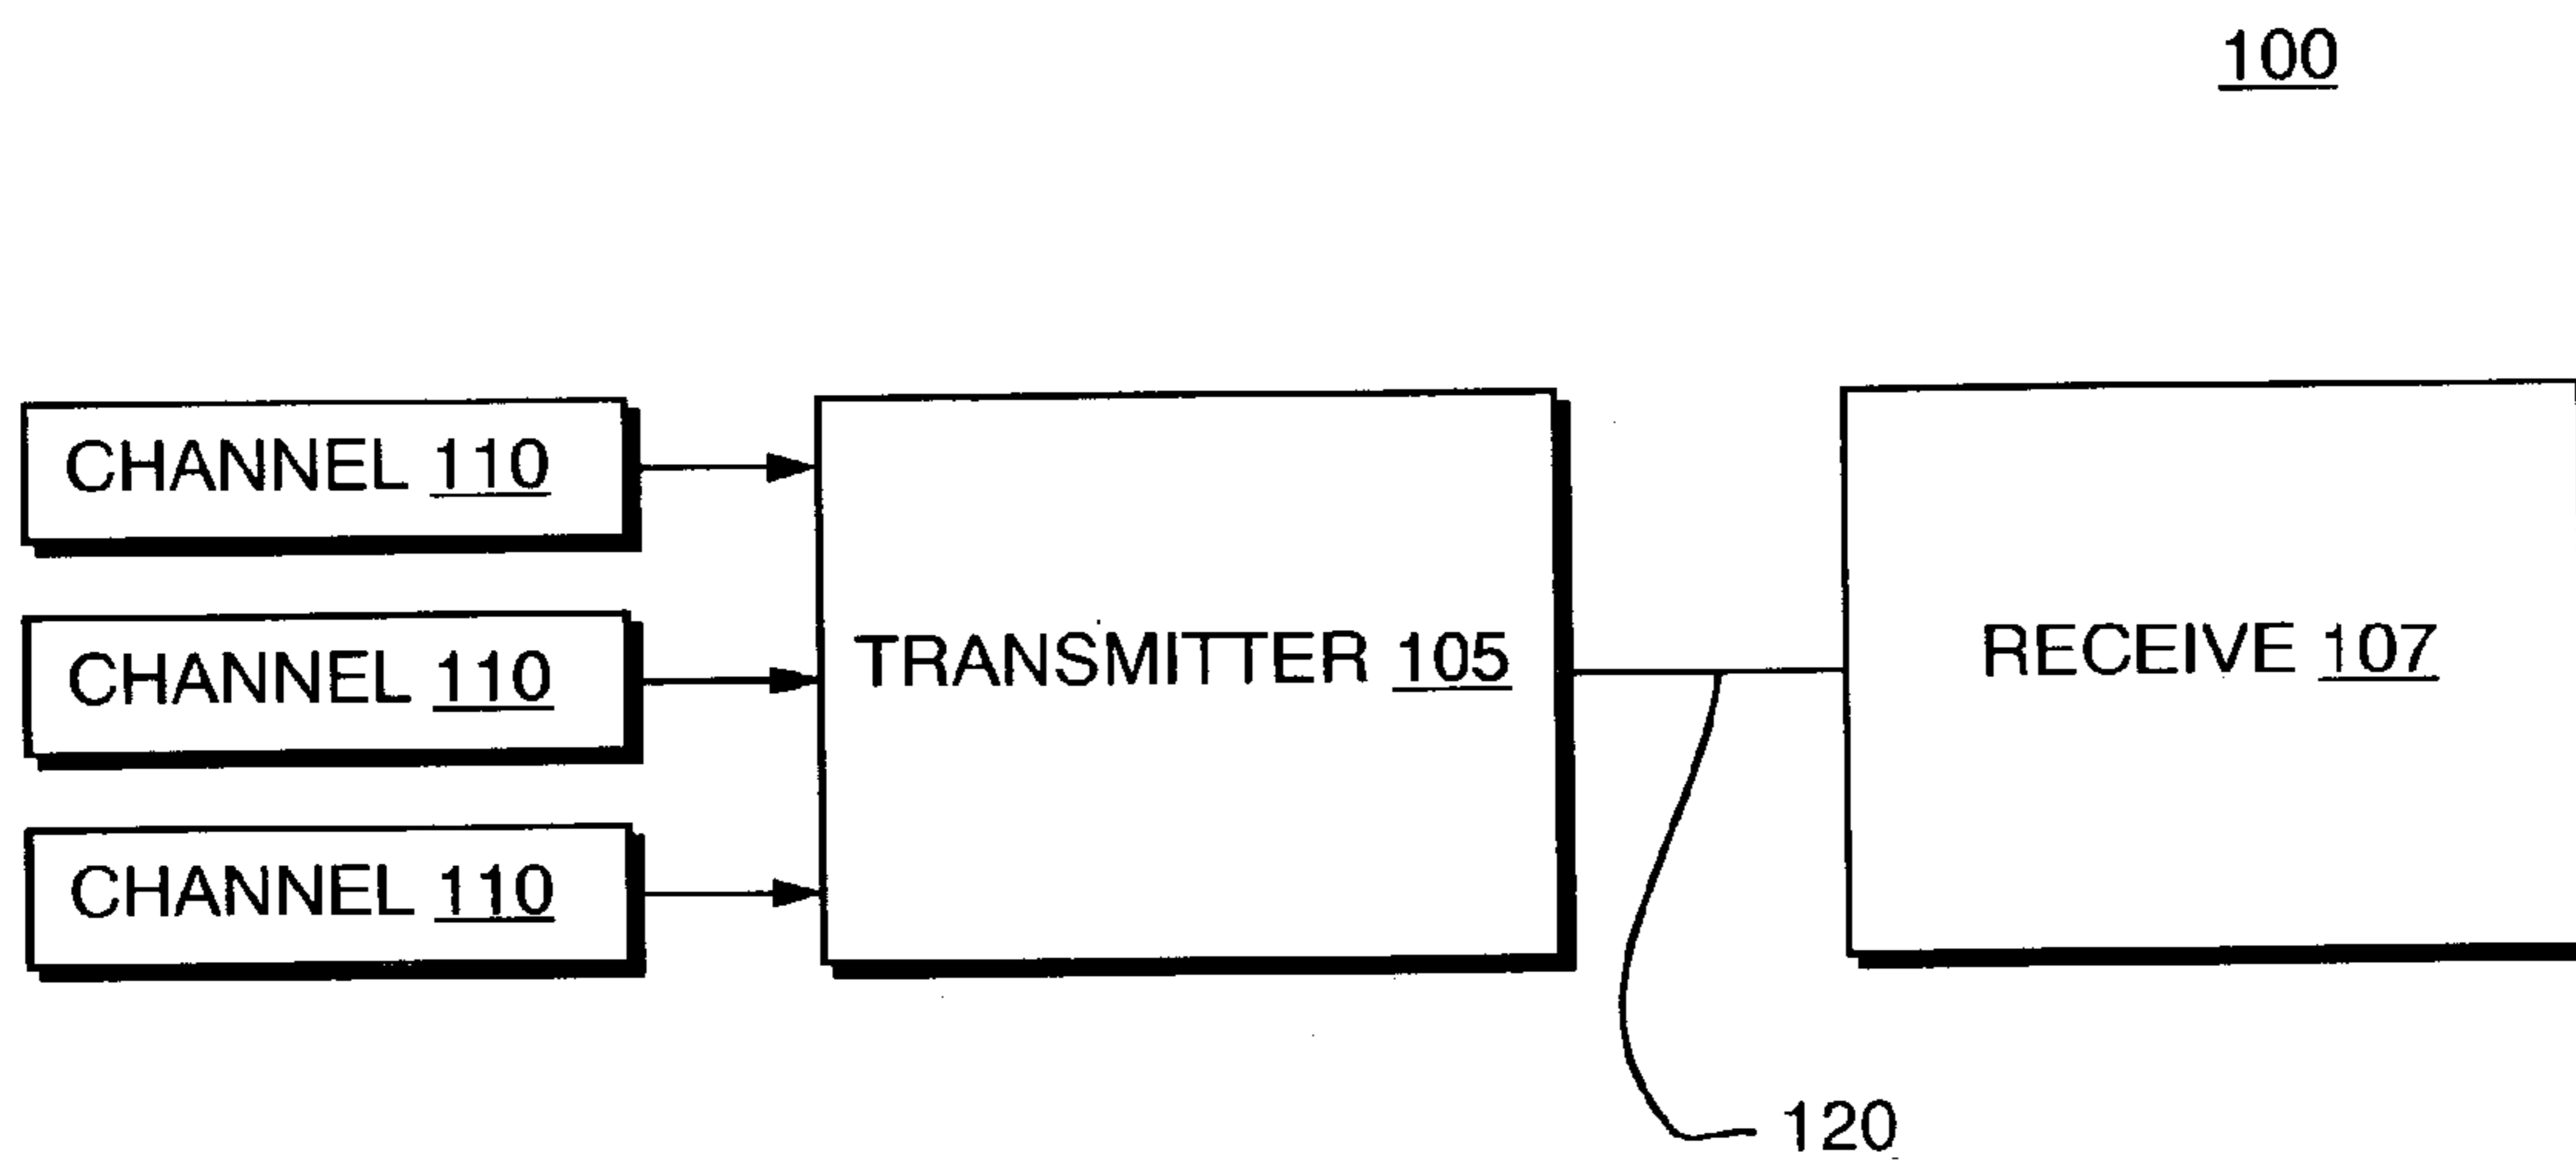 100
CHANNEL 110
CHANNEL 110
CHANNEL 110
TRANSMITTER 105
RECEIVE 107
120